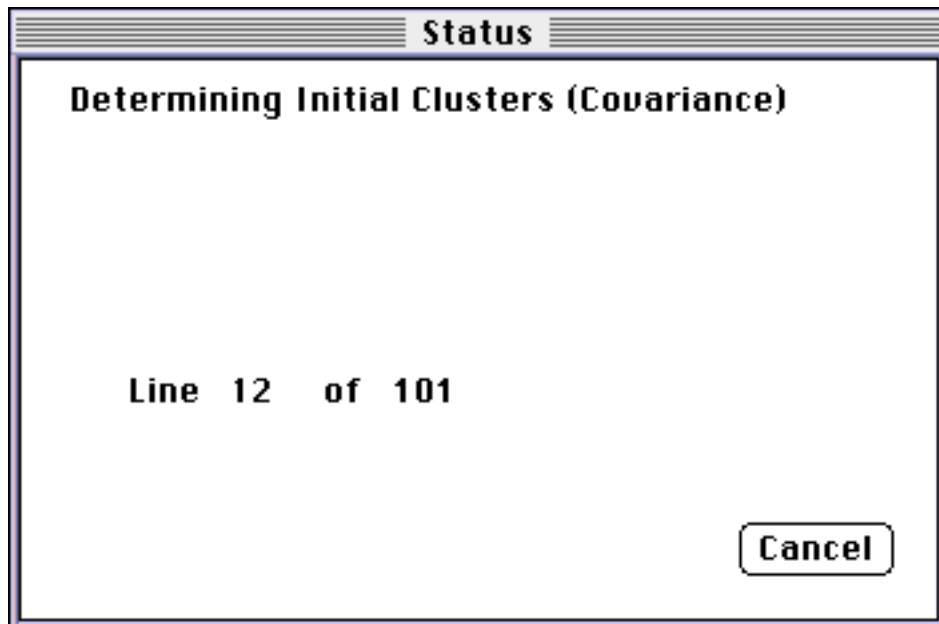 Status
Determining Initial Clusters (Covariance)
Line 12 of 101
Cancel